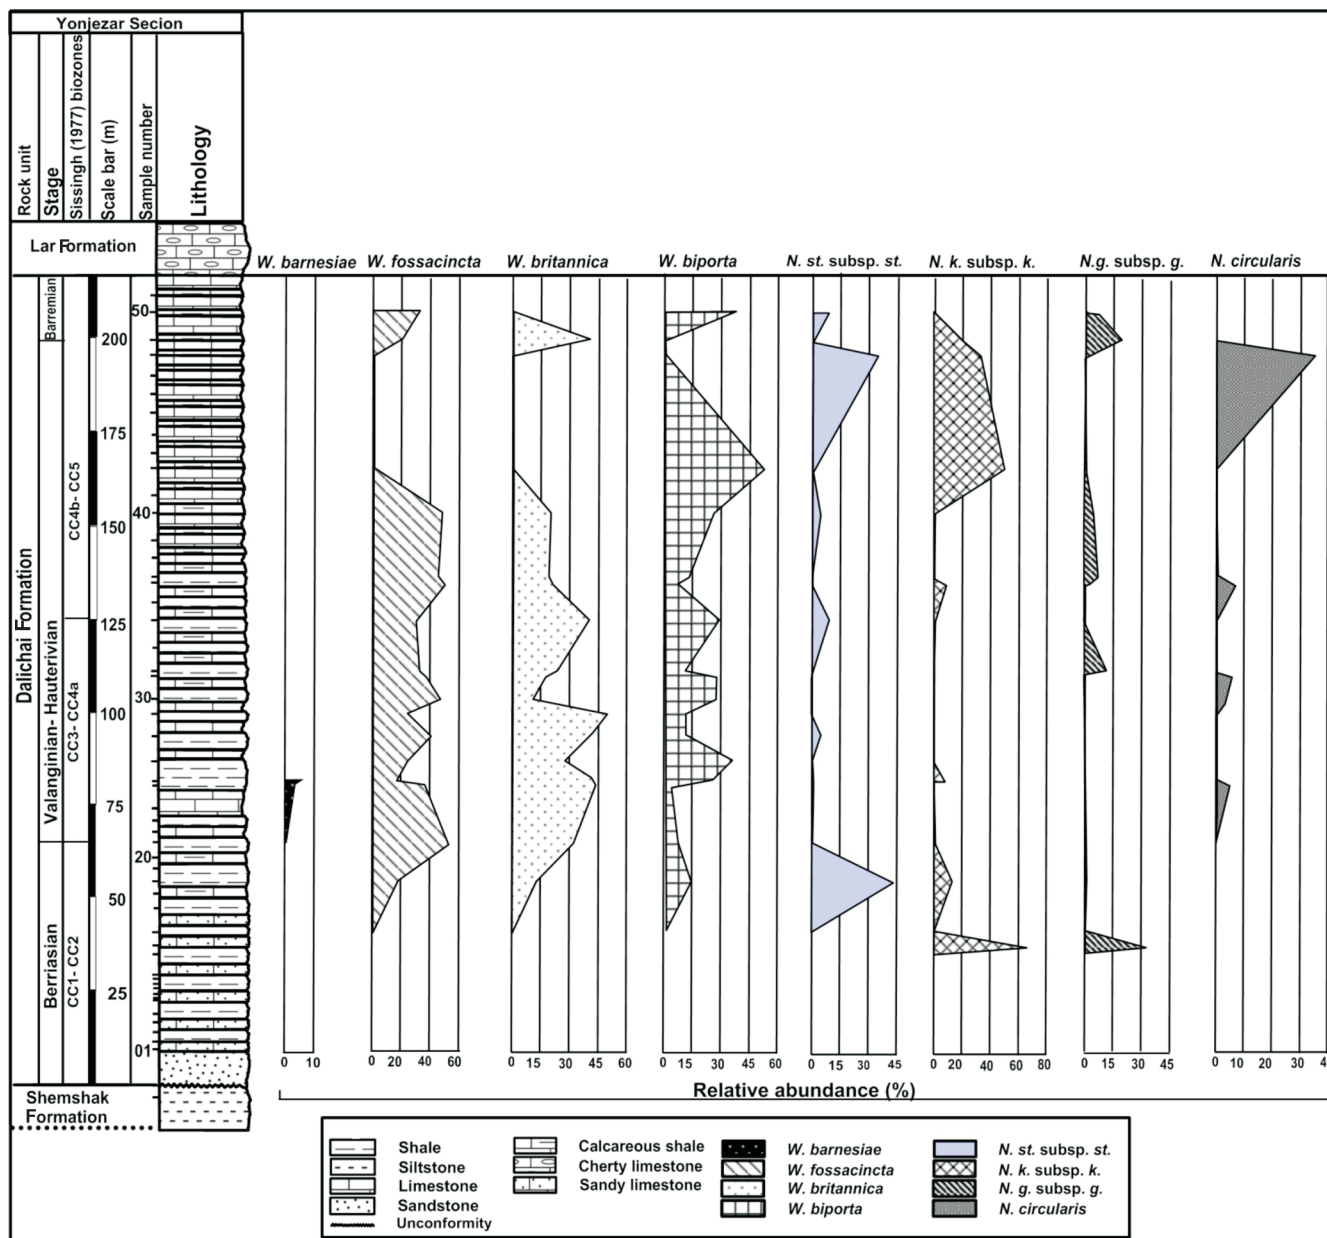 Yonjezar Secion
Rock unit
Stage
Sissingh (1977) biozones
Scale bar (m)
Sample number
Lithology
Lar Formation
W. barnesiae W. fossacincta W. britannica W. biporta N. st. subsp. st. N. k. subsp. k. N.g. subsp. g. N. circularis
Barremian
50
200
175
CC4b- CC5
40
150
Dalichai Formation
125
Valanginian- Hauterivian
CC3- CC4a
30
100
75
20
50
Berriasian
CC1- CC2
25
01
0 10 0 20 40 60 0 15 30 45 60 0 15 30 45 60 0 15 30 45 0 20 40 60 80 0 15 30 45 0 10 20 30
Relative abundance (%)
Shemshak
Formation
Shale
Siltstone
Limestone
Sandstone
Unconformity
Calcareous shale
Cherty limestone
Sandy limestone
W. barnesiae
W. fossacincta
W. britannica
W. biporta
N. st. subsp. st.
N. k. subsp. k.
N. g. subsp. g.
N. circularis